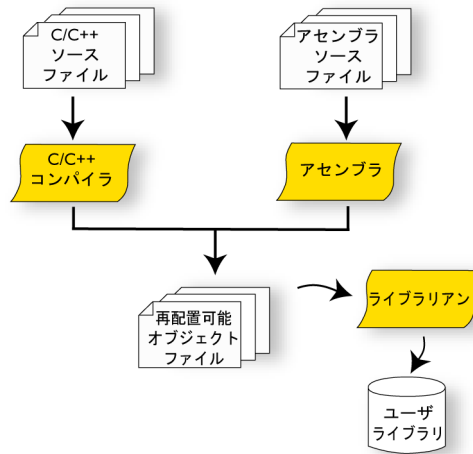 C/C++
ソース
ファイル
アセンブラ
ソース
ファイル
C/C++
コンパイラ
アセンブラ
再配置可能
オブジェクト
ファイル
ライブラリアン
ユーザ
ライブラリ